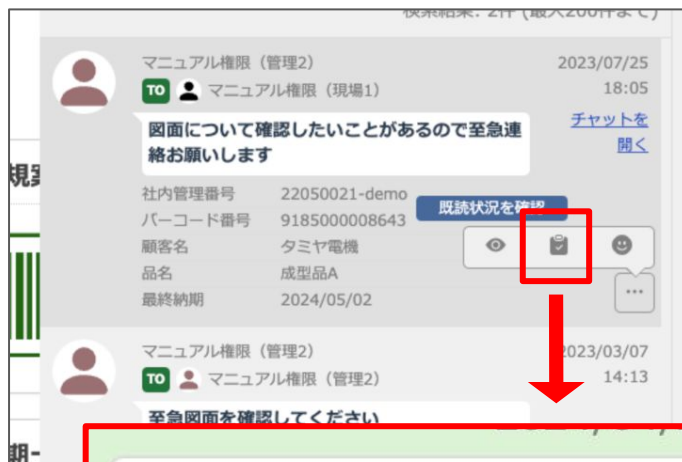 検索結果: 2件 (最大200件まで)
マニュアル権限（管理2）
2023/07/25
18:05
TO マニュアル権限（現場1）
図面について確認したいことがあるので至急連
絡お願いします
チャットを
開く
社内管理番号 22050021-demo
バーコード番号 9185000008643
既読状況を確認
顧客名 タミヤ電機
品名 成型品A
最終納期 2024/05/02
...
マニュアル権限（管理2）
2023/03/07
14:13
TO マニュアル権限（管理2）
至急図面を確認してください
規
期